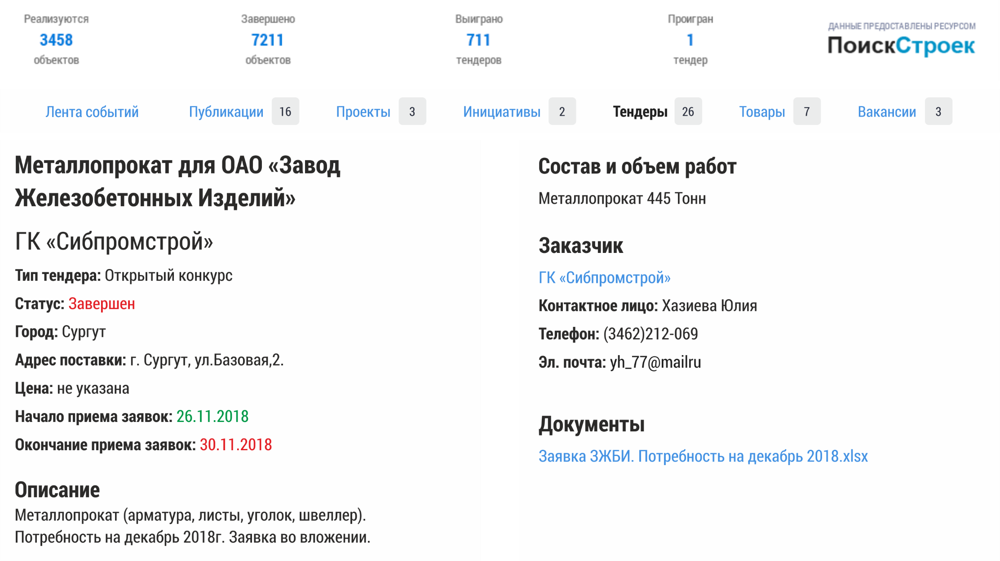 Реализуются
3458
объектов
Завершено
7211
объектов
Выиграно
711
тендеров
Проигран
1
тендер
ДАННЫЕ ПРЕДОСТАВЛЕНЫ РЕСУРСОМ
ПоискСтроек
Лента событий
Публикации 16
Проекты 3
Инициативы 2
Тендеры 26
Товары 7
Вакансии 3
Металлопрокат для ОАО «Завод
Железобетонных Изделий»
ГК «Сибпромстрой»
Тип тендера: Открытый конкурс
Статус: Завершен
Город: Сургут
Адрес поставки: г. Сургут, ул.Базовая,2.
Цена: не указана
Начало приема заявок: 26.11.2018
Окончание приема заявок: 30.11.2018
Описание
Металлопрокат (арматура, листы, уголок, швеллер).
Потребность на декабрь 2018г. Заявка во вложении.
Состав и объем работ
Металлопрокат 445 Тонн
Заказчик
ГК «Сибпромстрой»
Контактное лицо: Хазиева Юлия
Телефон: (3462)212-069
Эл. почта: yh_77@mailru
Документы
Заявка ЗЖБИ. Потребность на декабрь 2018.xlsx